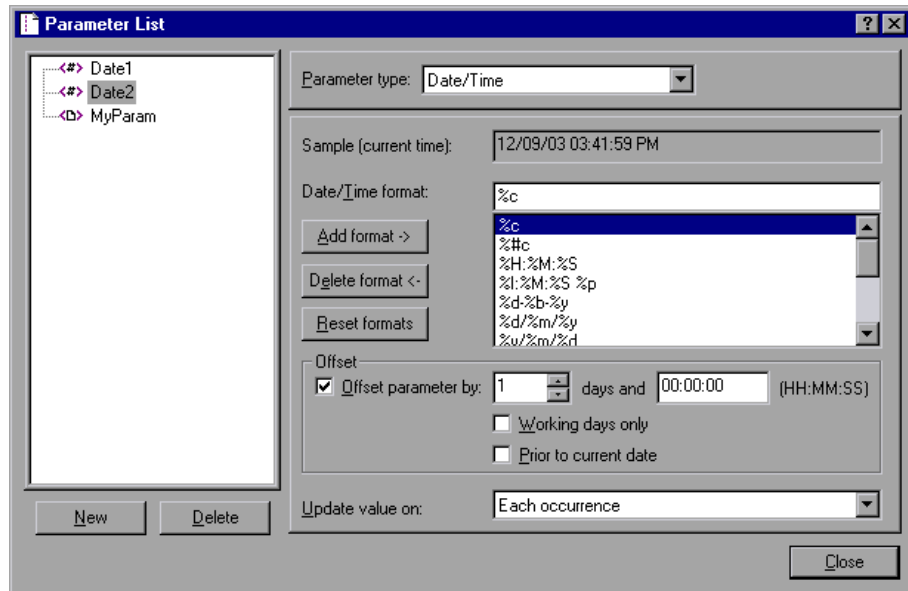 Parameter List
<#> Date1
<#> Date2
MyParam
New
Delete
Parameter type: Date/Time
Sample (current time): 12/09/03 03:41:59 PM
Date/Time format: %c
Add format ->
Delete format <-
Reset formats
%c
%#c
%H:%M:%S
%I:%M:%S %p
%d-%b-%y
%d/%m/%y
%y/%m/%d
Offset
Offset parameter by: 1 days and 00:00:00 (HH:MM:SS)
Working days only
Prior to current date
Update value on: Each occurrence
Close